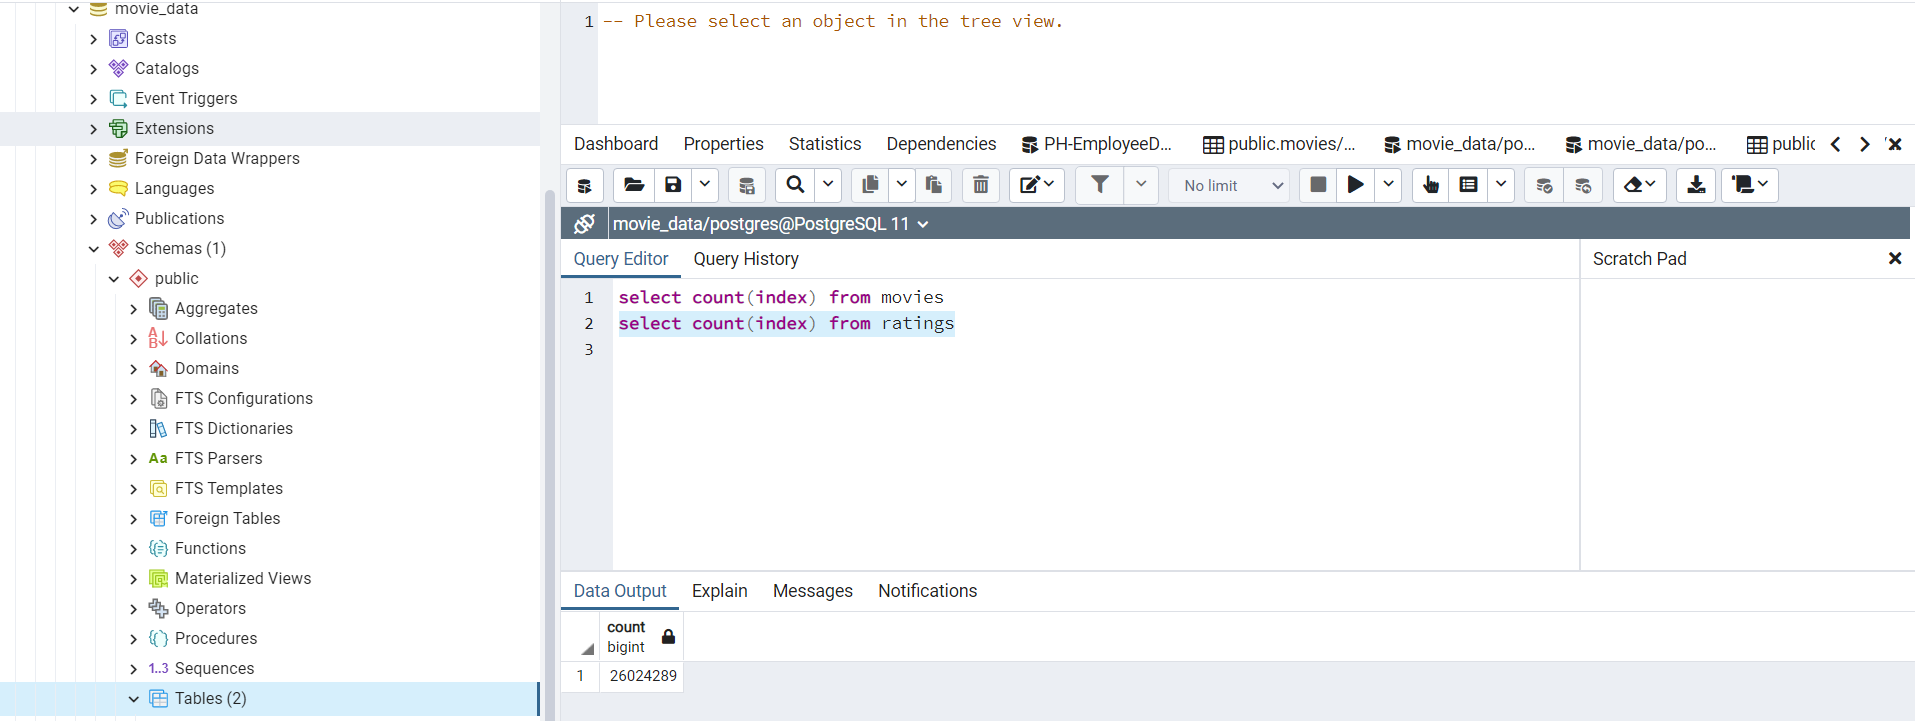 movie_data
Casts
Catalogs
Event Triggers
Extensions
Foreign Data Wrappers
Languages
Publications
Schemas (1)
public
Aggregates
Collations
Domains
FTS Configurations
FTS Dictionaries
Aa FTS Parsers
FTS Templates
Foreign Tables
Functions
Materialized Views
Operators
Procedures
1..3 Sequences
Tables (2)
1 -- Please select an object in the tree view.
Dashboard Properties Statistics Dependencies PH-EmployeeD... public.movies/... movie_data/po... movie_data/po... public
No limit
movie_data/postgres@PostgreSQL 11
Query Editor Query History Scratch Pad
1 select count(index) from movies
2 select count(index) from ratings
3
Data Output Explain Messages Notifications
count
bigint
1 26024289